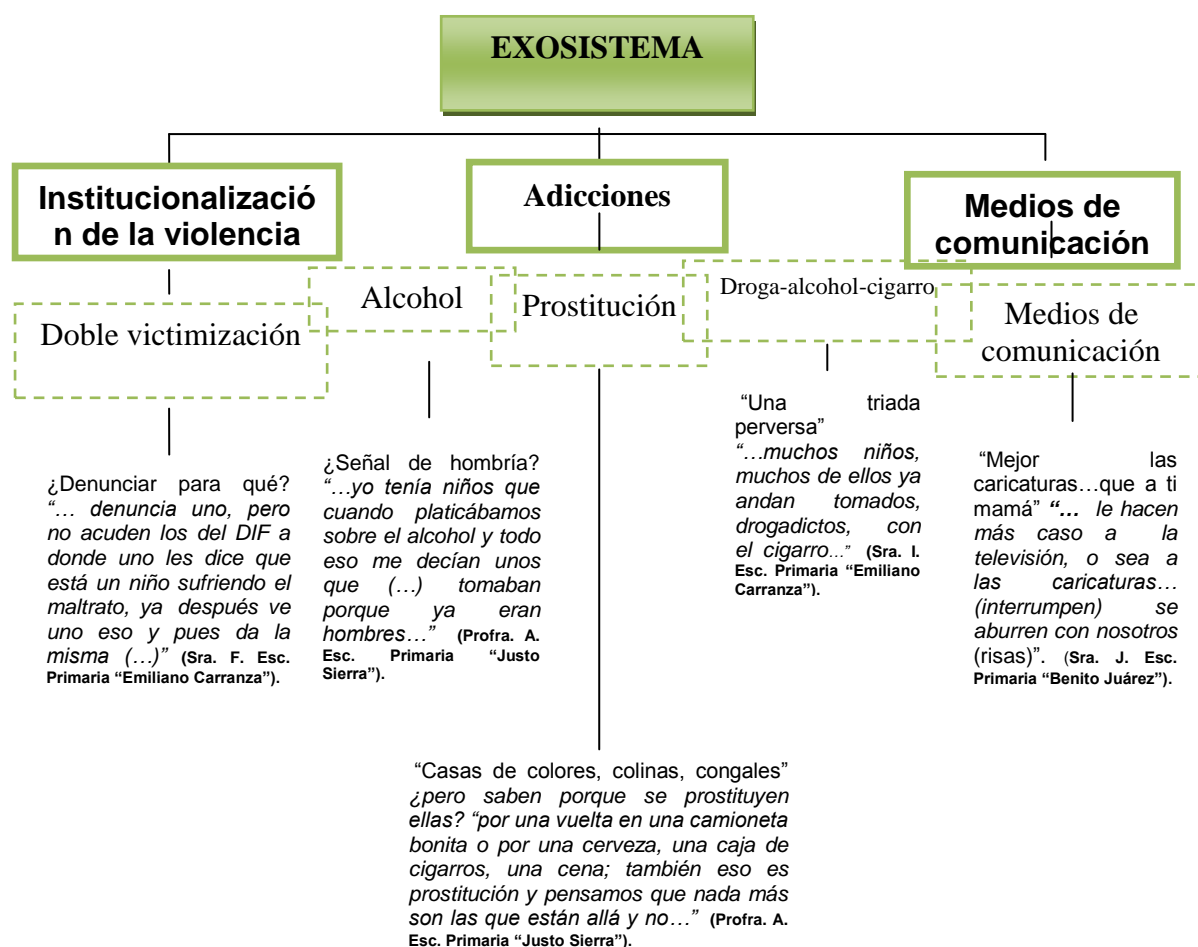 EXOSISTEMA
Institucionalizació
n de la violencia
Adicciones
Medios de
comunicación
Doble victimización
Alcohol
Prostitución
Droga-alcohol-cigarro
Medios de
comunicación
¿Denunciar para qué?
“… denuncia uno, pero
no acuden los del DIF a
donde uno les dice que
está un niño sufriendo el
maltrato, ya después ve
uno eso y pues da la
misma (…)” (Sra. F. Esc.
Primaria “Emiliano Carranza”).
¿Señal de hombría?
“…yo tenía niños que
cuando platicábamos
sobre el alcohol y todo
eso me decían unos
que (…) tomaban
porque ya eran
hombres…” (Profra. A.
Esc. Primaria “Justo
Sierra”).
“Una triada
perversa”
“…muchos niños,
muchos de ellos ya
andan tomados,
drogadictos, con
el cigarro…” (Sra. I.
Esc. Primaria “Emiliano
Carranza”).
“Mejor las
caricaturas…que a ti
mamá” “… le hacen
más caso a la
televisión, o sea a
las caricaturas…
(interrumpen) se
aburren con nosotros
(risas)”. (Sra. J. Esc.
Primaria “Benito Juárez”).
“Casas de colores, colinas, congales”
¿pero saben porque se prostituyen
ellas? “por una vuelta en una camioneta
bonita o por una cerveza, una caja de
cigarros, una cena; también eso es
prostitución y pensamos que nada más
son las que están allá y no…” (Profra. A.
Esc. Primaria “Justo Sierra”).